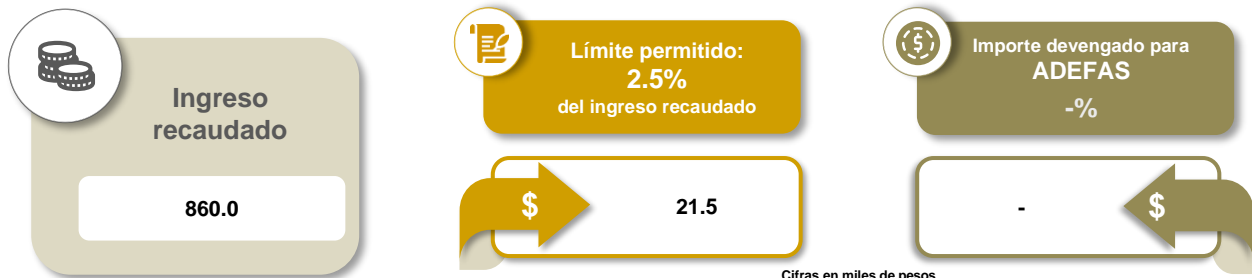 Ingreso
recaudado
860.0
Límite permitido:
2.5%
del ingreso recaudado
$
21.5
Importe devengado para
ADEFAS
-%
-
$
Cifras en miles de pesos